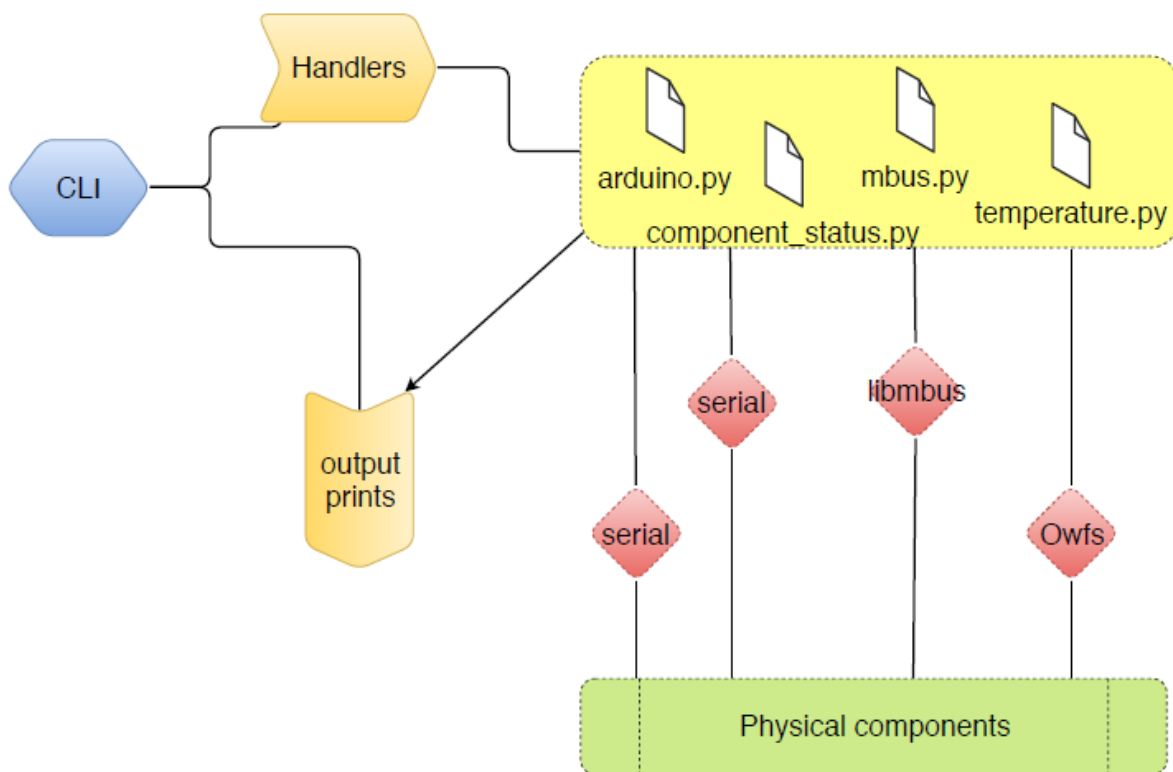 Handlers
CLI
arduino.py
mbus.py
temperature.py
component_status.py
serial
libmbus
output
prints
serial
Owfs
Physical components